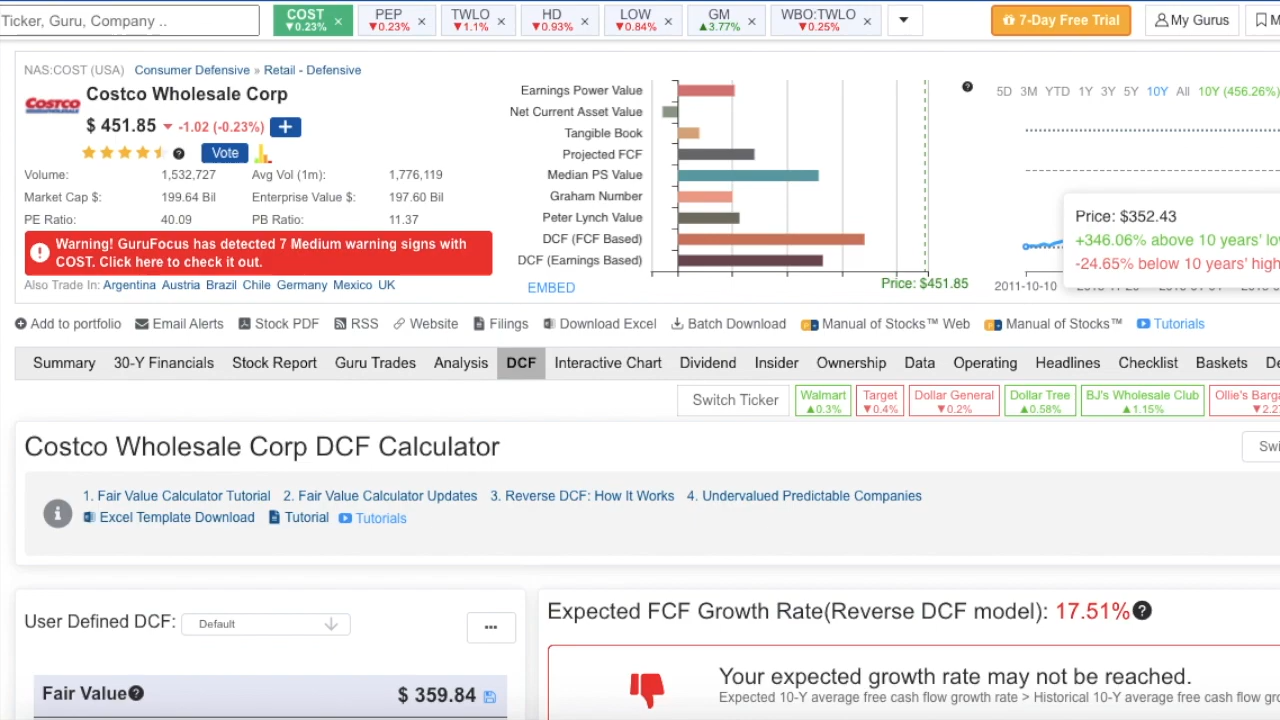 Ticker, Guru, Company ..
COST × ▼0.23%
PEP × ▼0.23%
TWLO × ▼1.1%
HD × ▼0.93%
LOW × ▼0.84%
GM × ▲3.77%
WBO:TWLO × ▼0.25%
7-Day Free Trial
My Gurus
M
NAS:COST (USA) Consumer Defensive » Retail - Defensive
COSTCO
Costco Wholesale Corp
$ 451.85 ▼ -1.02 (-0.23%) +
Vote
Volume: 1,532,727 Avg Vol (1m): 1,776,119
Market Cap $: 199.64 Bil Enterprise Value $: 197.60 Bil
PE Ratio: 40.09 PB Ratio: 11.37
Warning! GuruFocus has detected 7 Medium warning signs with
COST. Click here to check it out.
Also Trade In: Argentina Austria Brazil Chile Germany Mexico UK
Earnings Power Value
Net Current Asset Value
Tangible Book
Projected FCF
Median PS Value
Graham Number
Peter Lynch Value
DCF (FCF Based)
DCF (Earnings Based)
Price: $451.85
EMBED
5D 3M YTD 1Y 3Y 5Y 10Y All 10Y (456.26%)
Price: $352.43
+346.06% above 10 years' lo
-24.65% below 10 years' high
2011-10-10
Add to portfolio Email Alerts Stock PDF RSS Website Filings Download Excel Batch Download Manual of Stocks™ Web Manual of Stocks™ Tutorials
Summary 30-Y Financials Stock Report Guru Trades Analysis DCF Interactive Chart Dividend Insider Ownership Data Operating Headlines Checklist Baskets De
Switch Ticker
Walmart ▲0.3%
Target ▼0.4%
Dollar General ▼0.2%
Dollar Tree ▲0.58%
BJ's Wholesale Club ▲1.15%
Ollie's Barga ▼2.2
Costco Wholesale Corp DCF Calculator
Swi
1. Fair Value Calculator Tutorial 2. Fair Value Calculator Updates 3. Reverse DCF: How It Works 4. Undervalued Predictable Companies
Excel Template Download Tutorial Tutorials
User Defined DCF: Default
...
Fair Value $ 359.84
Expected FCF Growth Rate(Reverse DCF model): 17.51%
Your expected growth rate may not be reached.
Expected 10-Y average free cash flow growth rate > Historical 10-Y average free cash flow gro